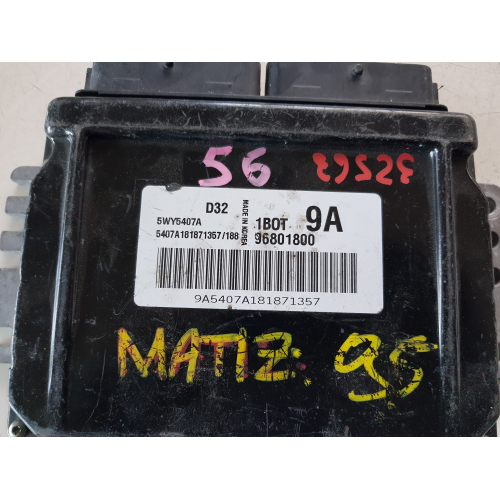 56
D32
MADE IN KOREA
1BOT 9A
5WY5407A
5407A181871357/188
96801800
9A5407A181871357
MATIZ: 95